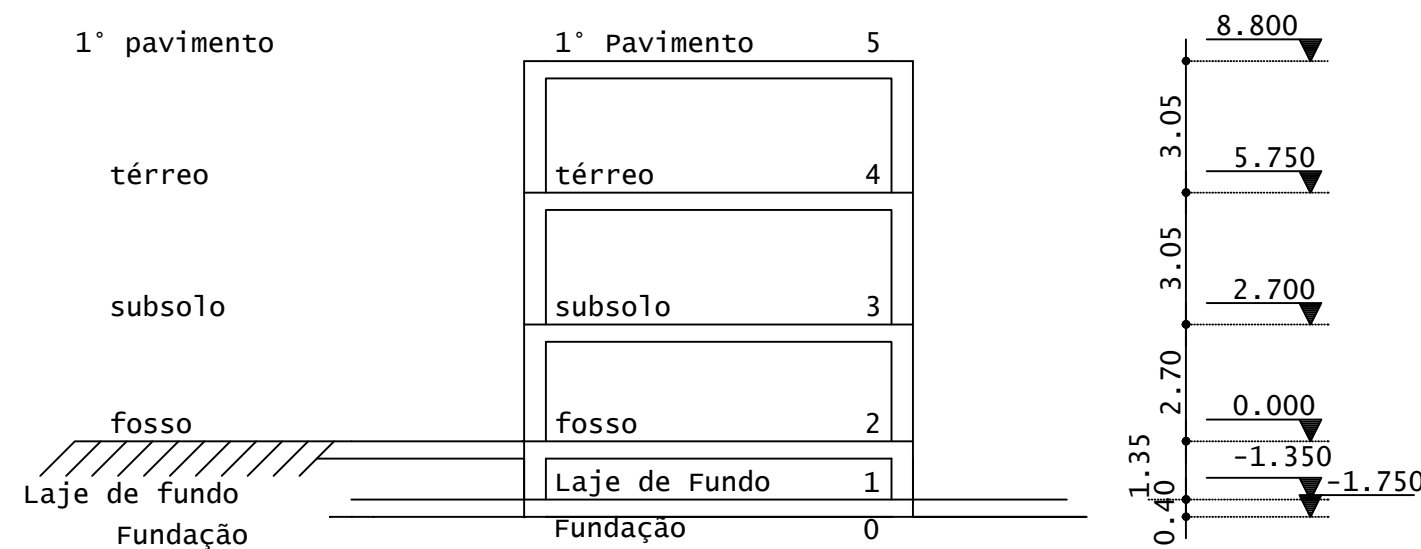 1° pavimento 1° Pavimento 5 8.800
3.05
térreo térreo 4 5.750
3.05
subsolo subsolo 3 2.700
2.70
fosso fosso 2 0.000
1.35
-1.350
Laje de fundo Laje de Fundo 1 -1.750
0.40
Fundação Fundação 0